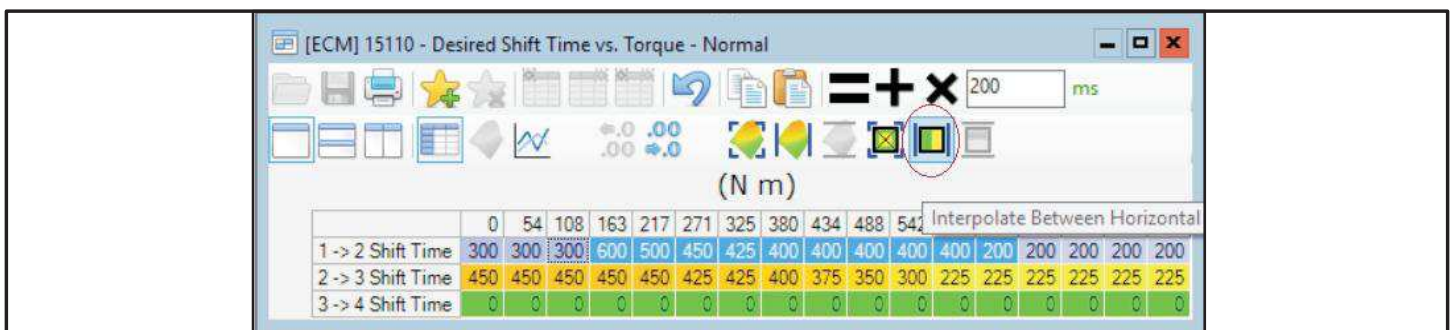 [ECM] 15110 - Desired Shift Time vs. Torque - Normal
200 ms
.0 .00
.00 .0
(N m)
0 54 108 163 217 271 325 380 434 488 542
Interpolate Between Horizontal
1 -> 2 Shift Time 300 300 300 600 500 450 425 400 400 400 400 400 200 200 200 200 200
2 -> 3 Shift Time 450 450 450 450 450 425 425 400 375 350 300 225 225 225 225 225 225
3 -> 4 Shift Time 0 0 0 0 0 0 0 0 0 0 0 0 0 0 0 0 0